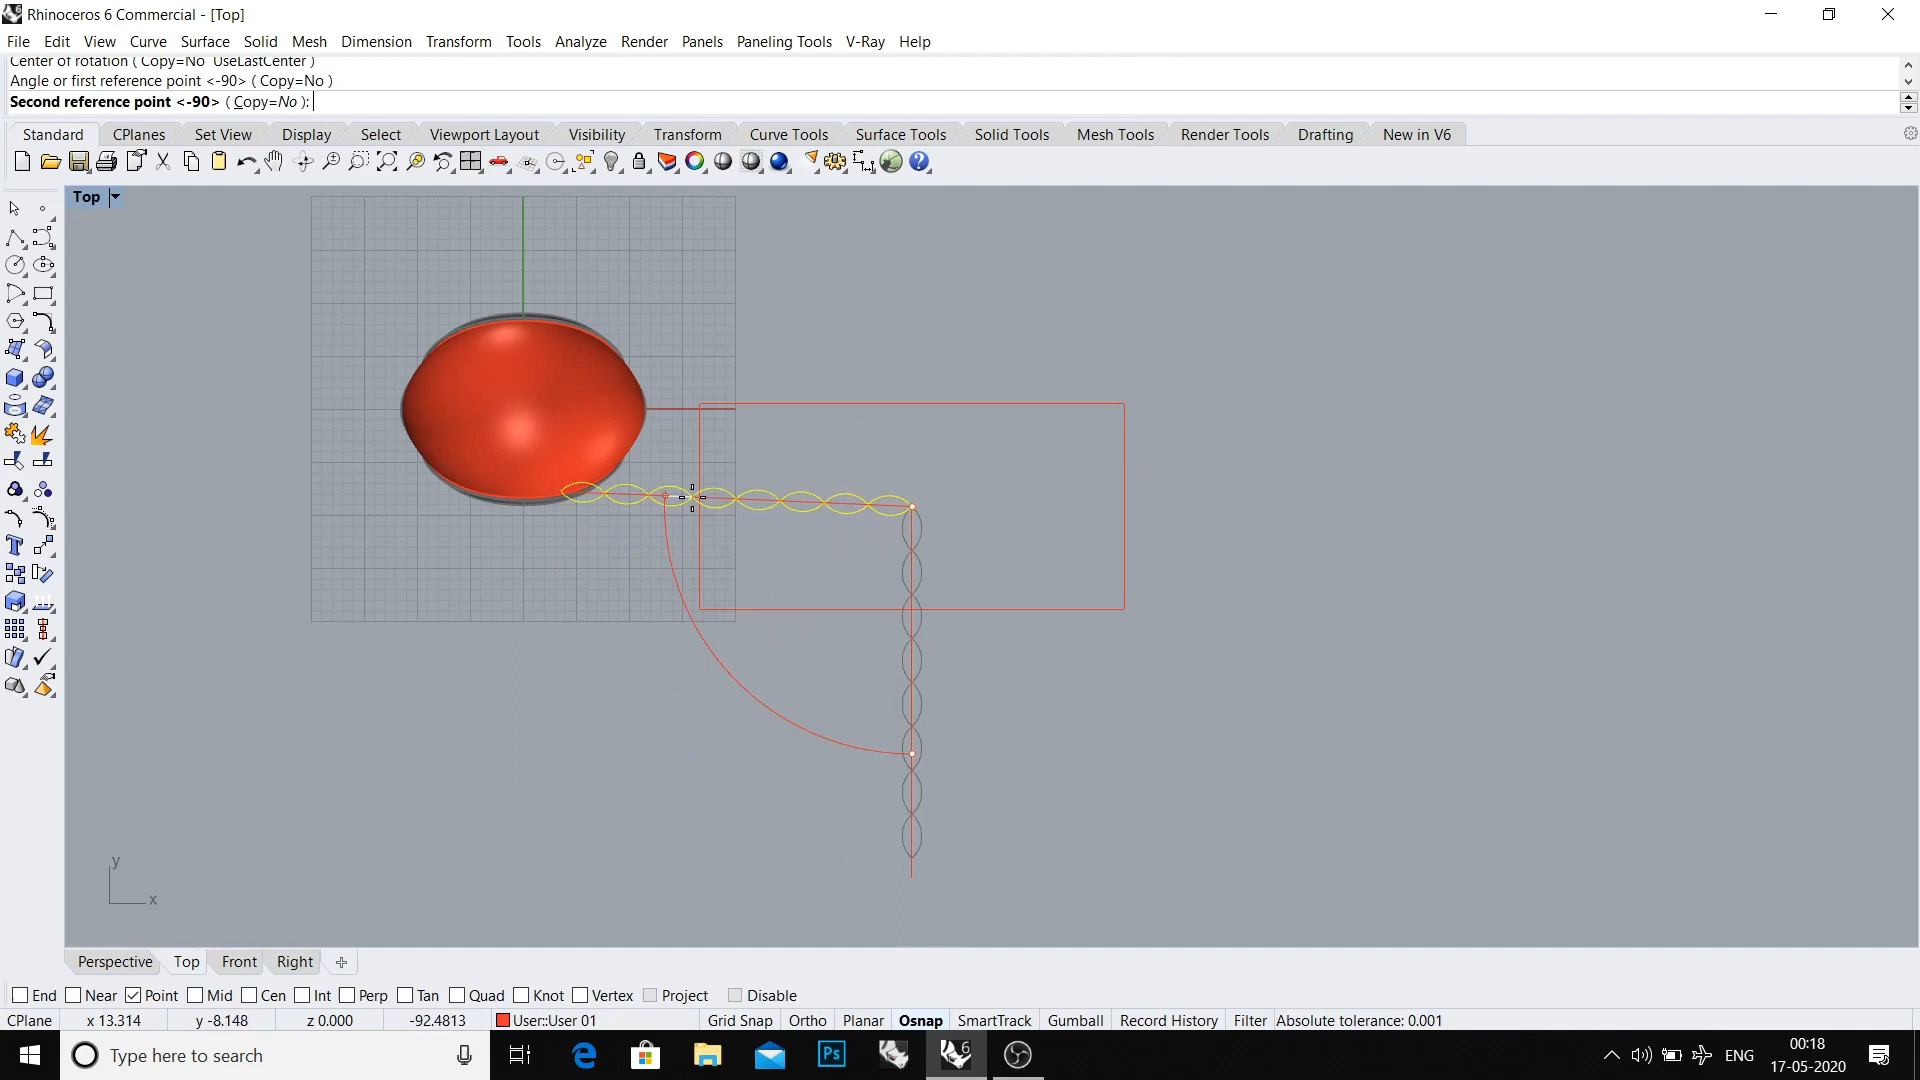 Rhinoceros 6 Commercial - [Top]
File Edit View Curve Surface Solid Mesh Dimension Transform Tools Analyze Render Panels Paneling Tools V-Ray Help
Center of rotation ( Copy=No UseLastCenter )
Angle or first reference point <-90> ( Copy=No )
Second reference point <-90> ( Copy=No ):
Standard CPlanes Set View Display Select Viewport Layout Visibility Transform Curve Tools Surface Tools Solid Tools Mesh Tools Render Tools Drafting New in V6
Top
y
x
Perspective Top Front Right
End Near Point Mid Cen Int Perp Tan Quad Knot Vertex Project Disable
CPlane x 13.314 y -8.148 z 0.000 -92.4813 User::User 01 Grid Snap Ortho Planar Osnap SmartTrack Gumball Record History Filter Absolute tolerance: 0.001
Type here to search
Ps
6
ENG
00:18
17-05-2020